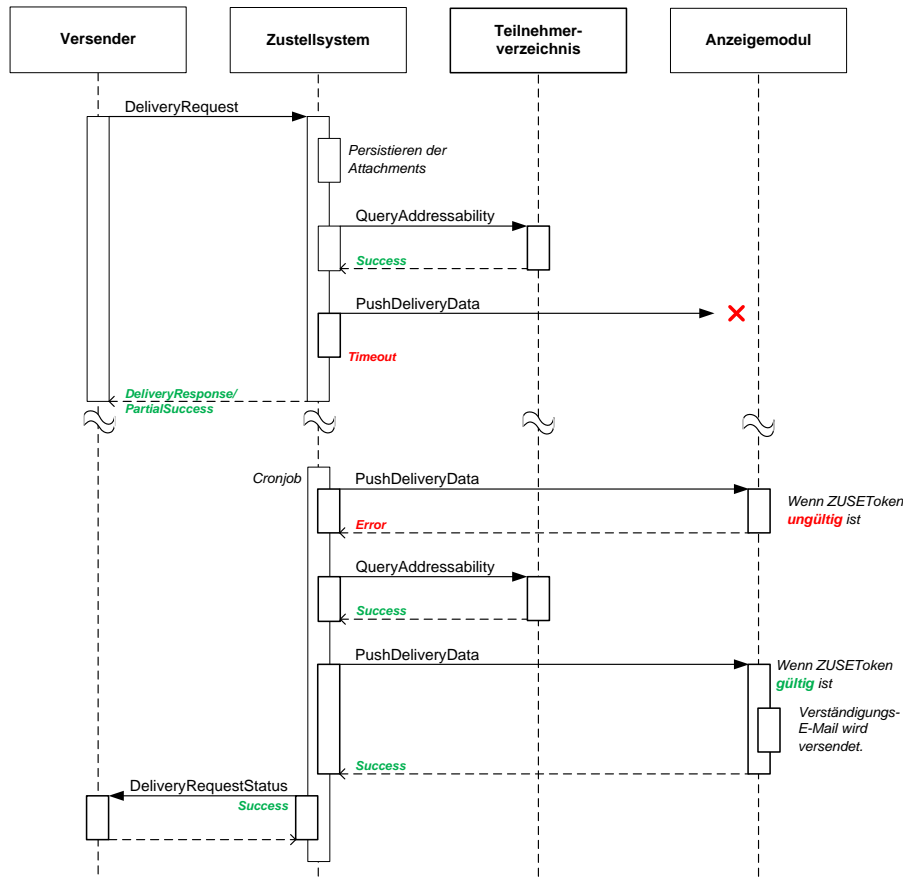 Versender
Zustellsystem
Teilnehmer-
verzeichnis
Anzeigemodul
DeliveryRequest
Persistieren der
Attachments
QueryAddressability
Success
PushDeliveryData
Timeout
DeliveryResponse/
PartialSuccess
Cronjob
PushDeliveryData
Wenn ZUSEToken
ungültig ist
Error
QueryAddressability
Success
PushDeliveryData
Wenn ZUSEToken
gültig ist
Verständigungs-
E-Mail wird
versendet.
Success
DeliveryRequestStatus
Success